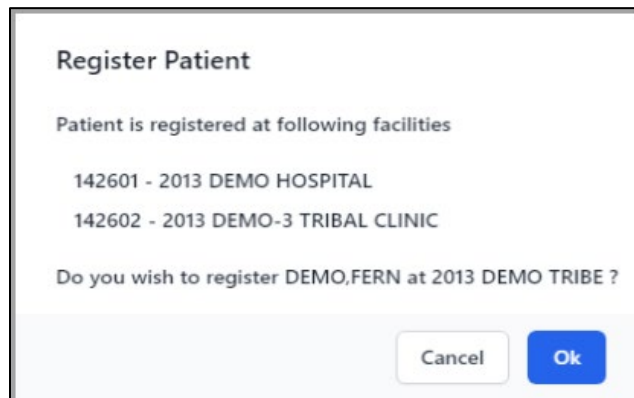 Register Patient
Patient is registered at following facilities
142601 - 2013 DEMO HOSPITAL
142602 - 2013 DEMO-3 TRIBAL CLINIC
Do you wish to register DEMO,FERN at 2013 DEMO TRIBE ?
Cancel
Ok